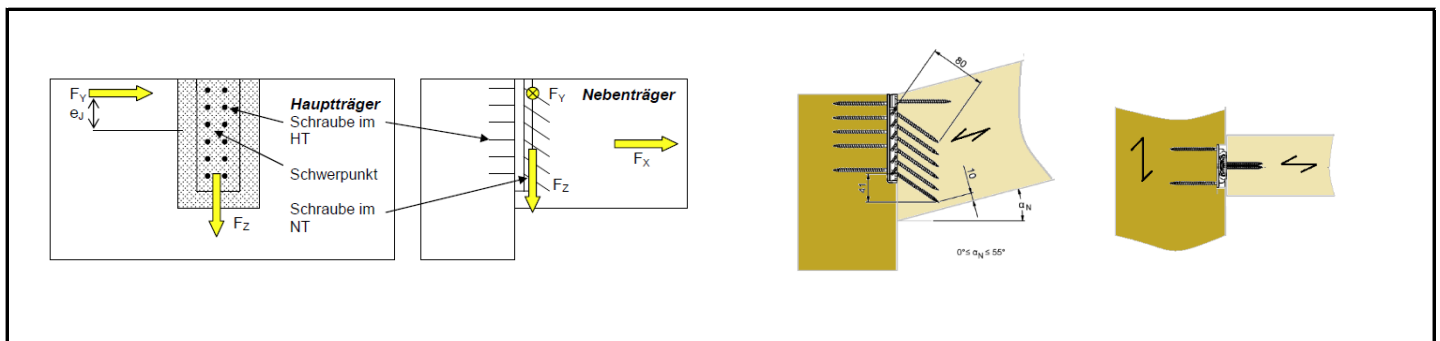 F_Y
e_J
Hauptträger
Schraube im
HT
Schwerpunkt
Schraube im
NT
F_Z
F_Y
Nebenträger
F_X
F_Z
80
41
10
α_N
0°≤ α_N ≤ 55°